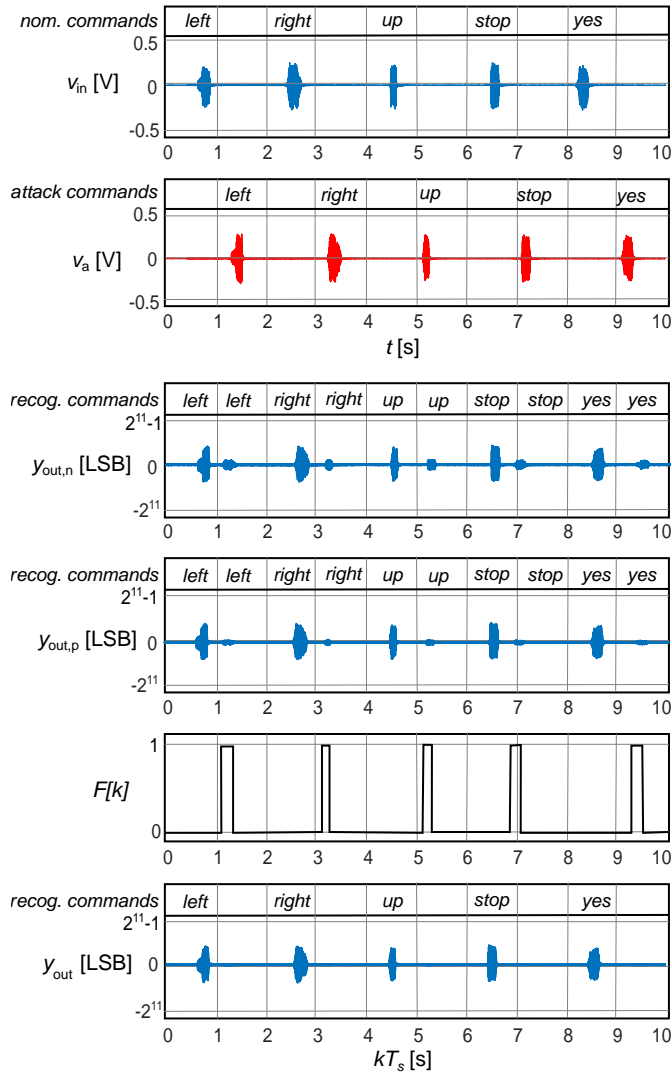 nom. commands left right up stop yes
0.5
v_in [V] 0
-0.5
0 1 2 3 4 5 6 7 8 9 10
attack commands left right up stop yes
0.5
v_a [V] 0
-0.5
0 1 2 3 4 5 6 7 8 9 10
t [s]
recog. commands left left right right up up stop stop yes yes
2^11-1
y_out,n [LSB] 0
-2^11
0 1 2 3 4 5 6 7 8 9 10
recog. commands left left right right up up stop stop yes yes
2^11-1
y_out,p [LSB] 0
-2^11
0 1 2 3 4 5 6 7 8 9 10
1
F[k]
0
0 1 2 3 4 5 6 7 8 9 10
recog. commands left right up stop yes
2^11-1
y_out [LSB] 0
-2^11
0 1 2 3 4 5 6 7 8 9 10
kT_s [s]